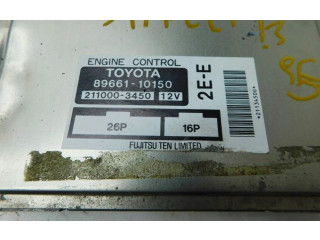 ENGINE CONTROL
TOYOTA
89661-10150
211000-3450 12V
2E-E
26P 16P
FUJITSU TEN LIMITED